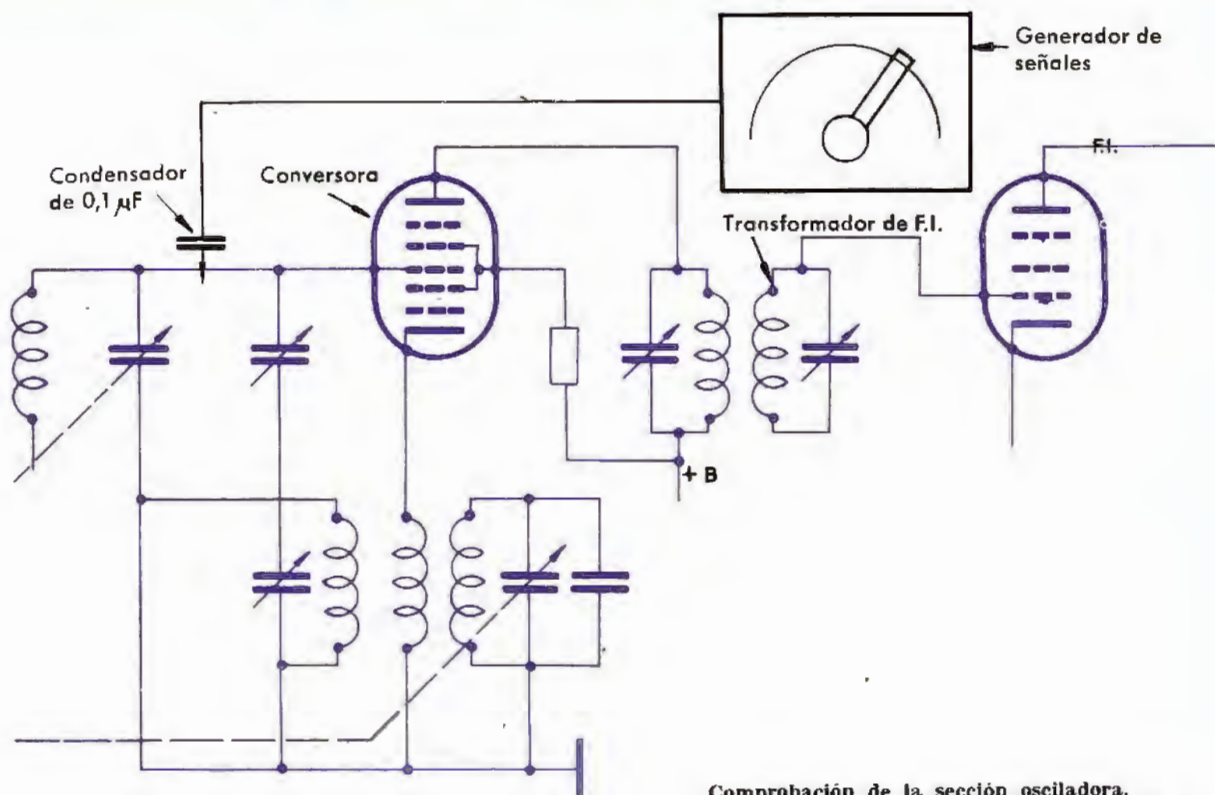 Generador de
señales
Condensador
de 0,1 µF
Conversora
F.I.
Transformador de F.I.
+ B
Comprobación de la sección osciladora.